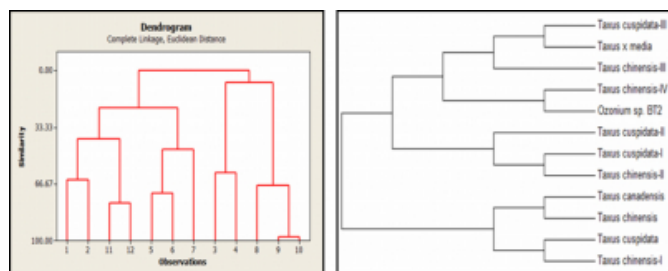 Dendrogram
Complete Linkage, Euclidean Distance
Similarity
0.00
33.33
66.67
100.00
1 2 11 12 5 6 7 3 4 8 9 10
Observations
Taxus cuspidata-III
Taxus x media
Taxus chinensis-III
Taxus chinensis-IV
Ozonium sp. BT2
Taxus cuspidata-II
Taxus cuspidata-I
Taxus chinensis-II
Taxus canadensis
Taxus chinensis
Taxus cuspidata
Taxus chinensis-I